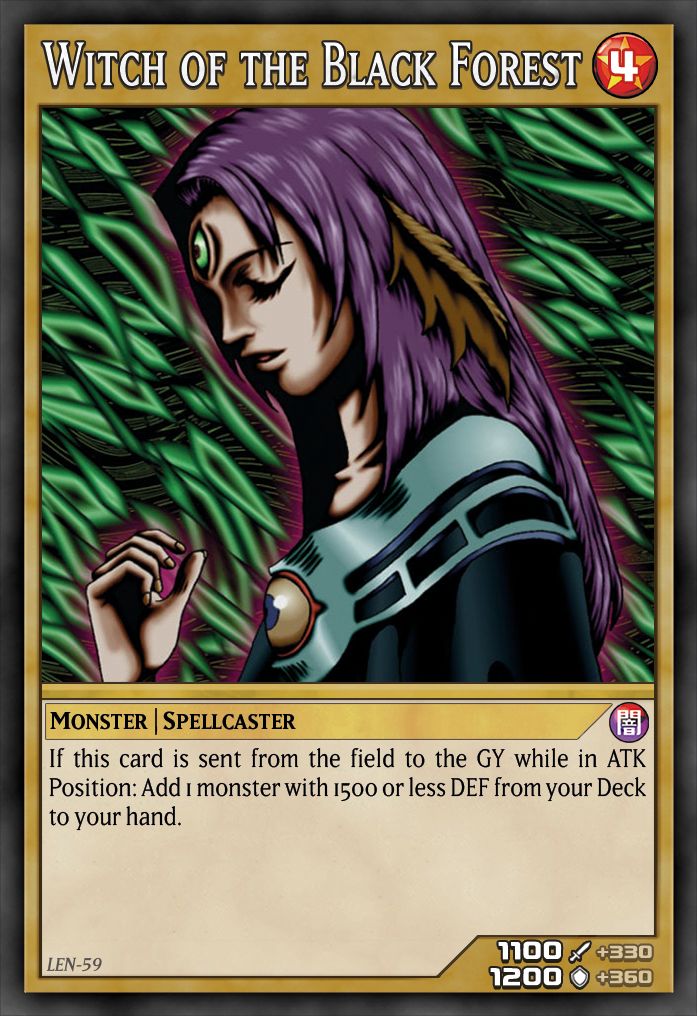 Witch of the Black Forest 4
Monster | Spellcaster 闇
If this card is sent from the field to the GY while in ATK
Position: Add 1 monster with 1500 or less DEF from your Deck
to your hand.
LEN-59
1100 +330
1200 +360